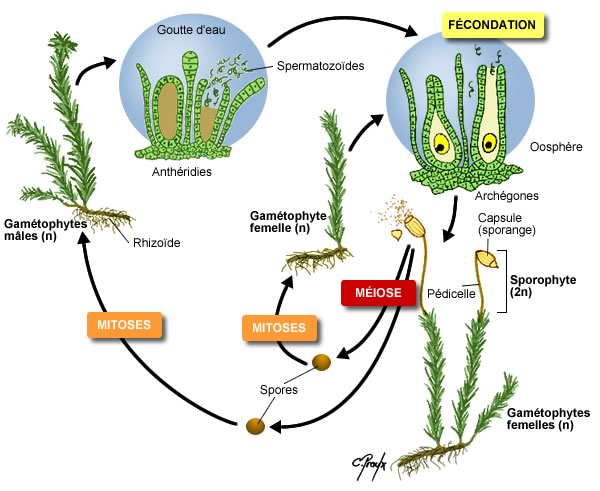 Goutte d'eau
FÉCONDATION
Spermatozoïdes
Anthéridies
Oosphère
Archégones
Gamétophytes
mâles (n)
Rhizoïde
Gamétophyte
femelle (n)
Capsule
(sporange)
Sporophyte
(2n)
Pédicelle
MÉIOSE
MITOSES
MITOSES
Spores
Gamétophytes
femelles (n)
C. Prayx